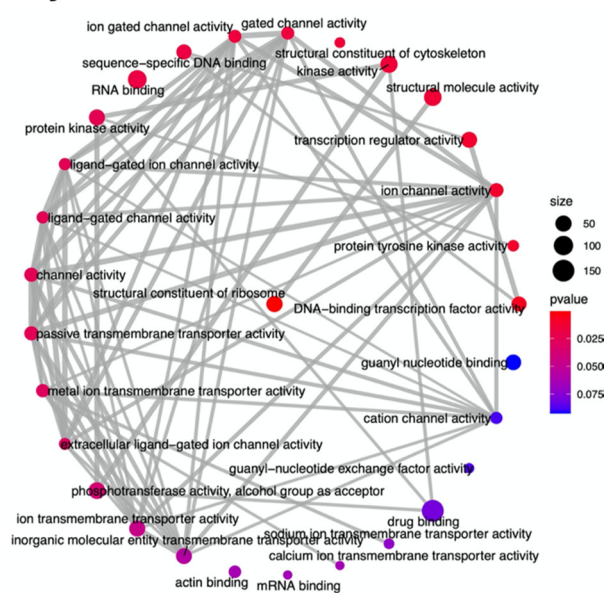 ion gated channel activity
gated channel activity
structural constituent of cytoskeleton
sequence-specific DNA binding
kinase activity
RNA binding
structural molecule activity
protein kinase activity
transcription regulator activity
ligand-gated ion channel activity
ion channel activity
ligand-gated channel activity
protein tyrosine kinase activity
channel activity
structural constituent of ribosome
DNA-binding transcription factor activity
passive transmembrane transporter activity
guanyl nucleotide binding
metal ion transmembrane transporter activity
cation channel activity
extracellular ligand-gated ion channel activity
guanyl-nucleotide exchange factor activity
phosphotransferase activity, alcohol group as acceptor
ion transmembrane transporter activity
drug binding
sodium ion transmembrane transporter activity
inorganic molecular entity transmembrane transporter activity
calcium ion transmembrane transporter activity
actin binding
mRNA binding
size
50
100
150
pvalue
0.025
0.050
0.075